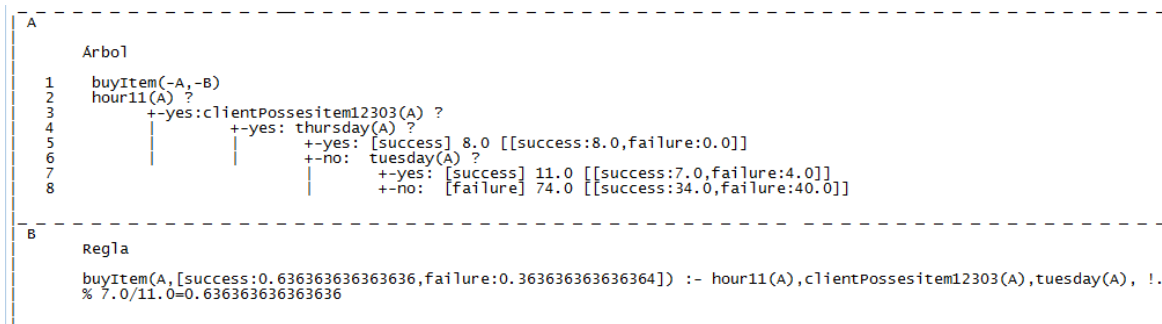 A
Árbol
1 buyItem(-A,-B)
2 hour11(A) ?
3 +-yes:clientPossesitem12303(A) ?
4 | +-yes: thursday(A) ?
5 | | +-yes: [success] 8.0 [[success:8.0,failure:0.0]]
6 | | +-no: tuesday(A) ?
7 | +-yes: [success] 11.0 [[success:7.0,failure:4.0]]
8 | +-no: [failure] 74.0 [[success:34.0,failure:40.0]]
B
Regla
buyItem(A,[success:0.636363636363636,failure:0.363636363636364]) :- hour11(A),clientPossesitem12303(A),tuesday(A), !.
% 7.0/11.0=0.636363636363636